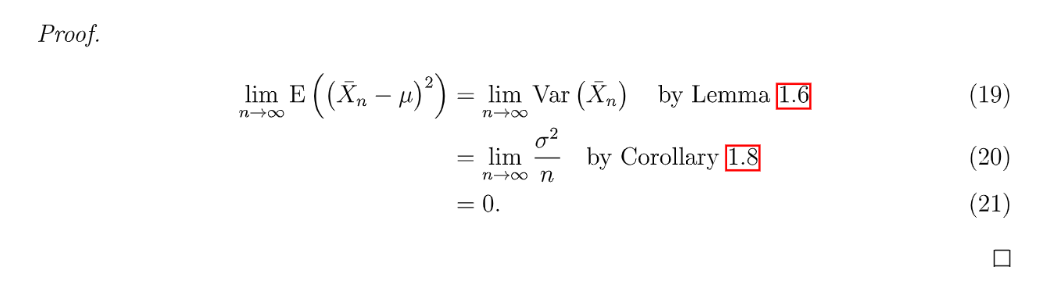 Proof.
lim_{n→∞} E((X̄_n − μ)²) = lim_{n→∞} Var(X̄_n) by Lemma 1.6 (19)
= lim_{n→∞} σ²/n by Corollary 1.8 (20)
= 0. (21)
□